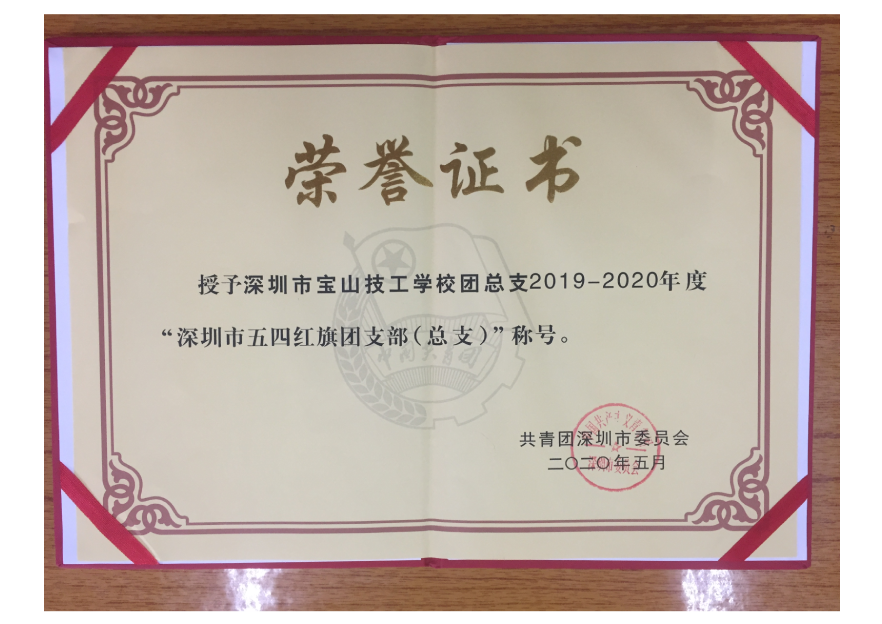 荣誉证书
授予深圳市宝山技工学校团总支2019-2020年度
“深圳市五四红旗团支部(总支)”称号。
共青团深圳市委员会
二〇二〇年五月